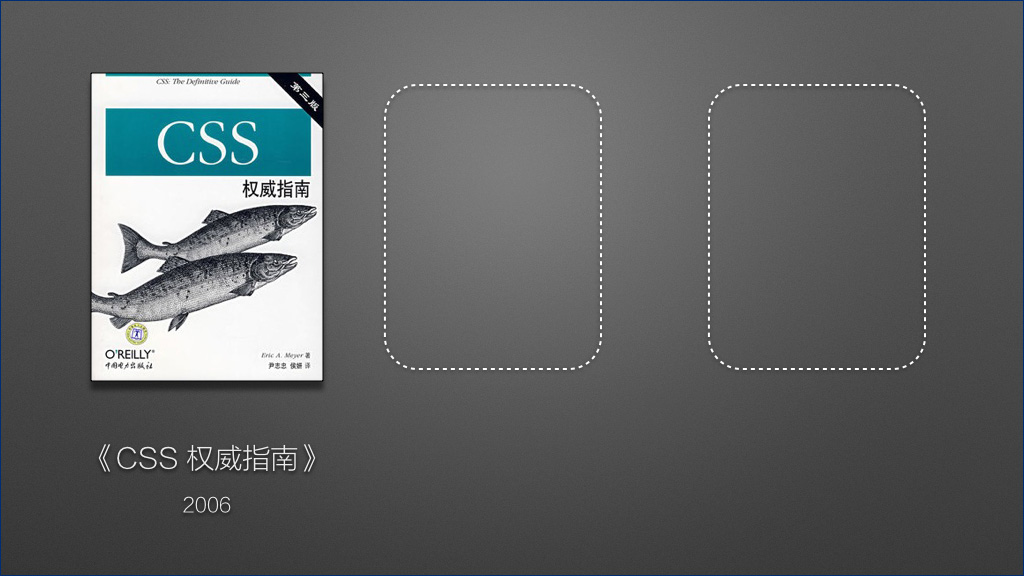 CSS: The Definitive Guide
第三版
CSS
权威指南
O'REILLY®
中国电力出版社
Eric A. Meyer 著
尹志忠 侯妍 译
《CSS 权威指南》
2006